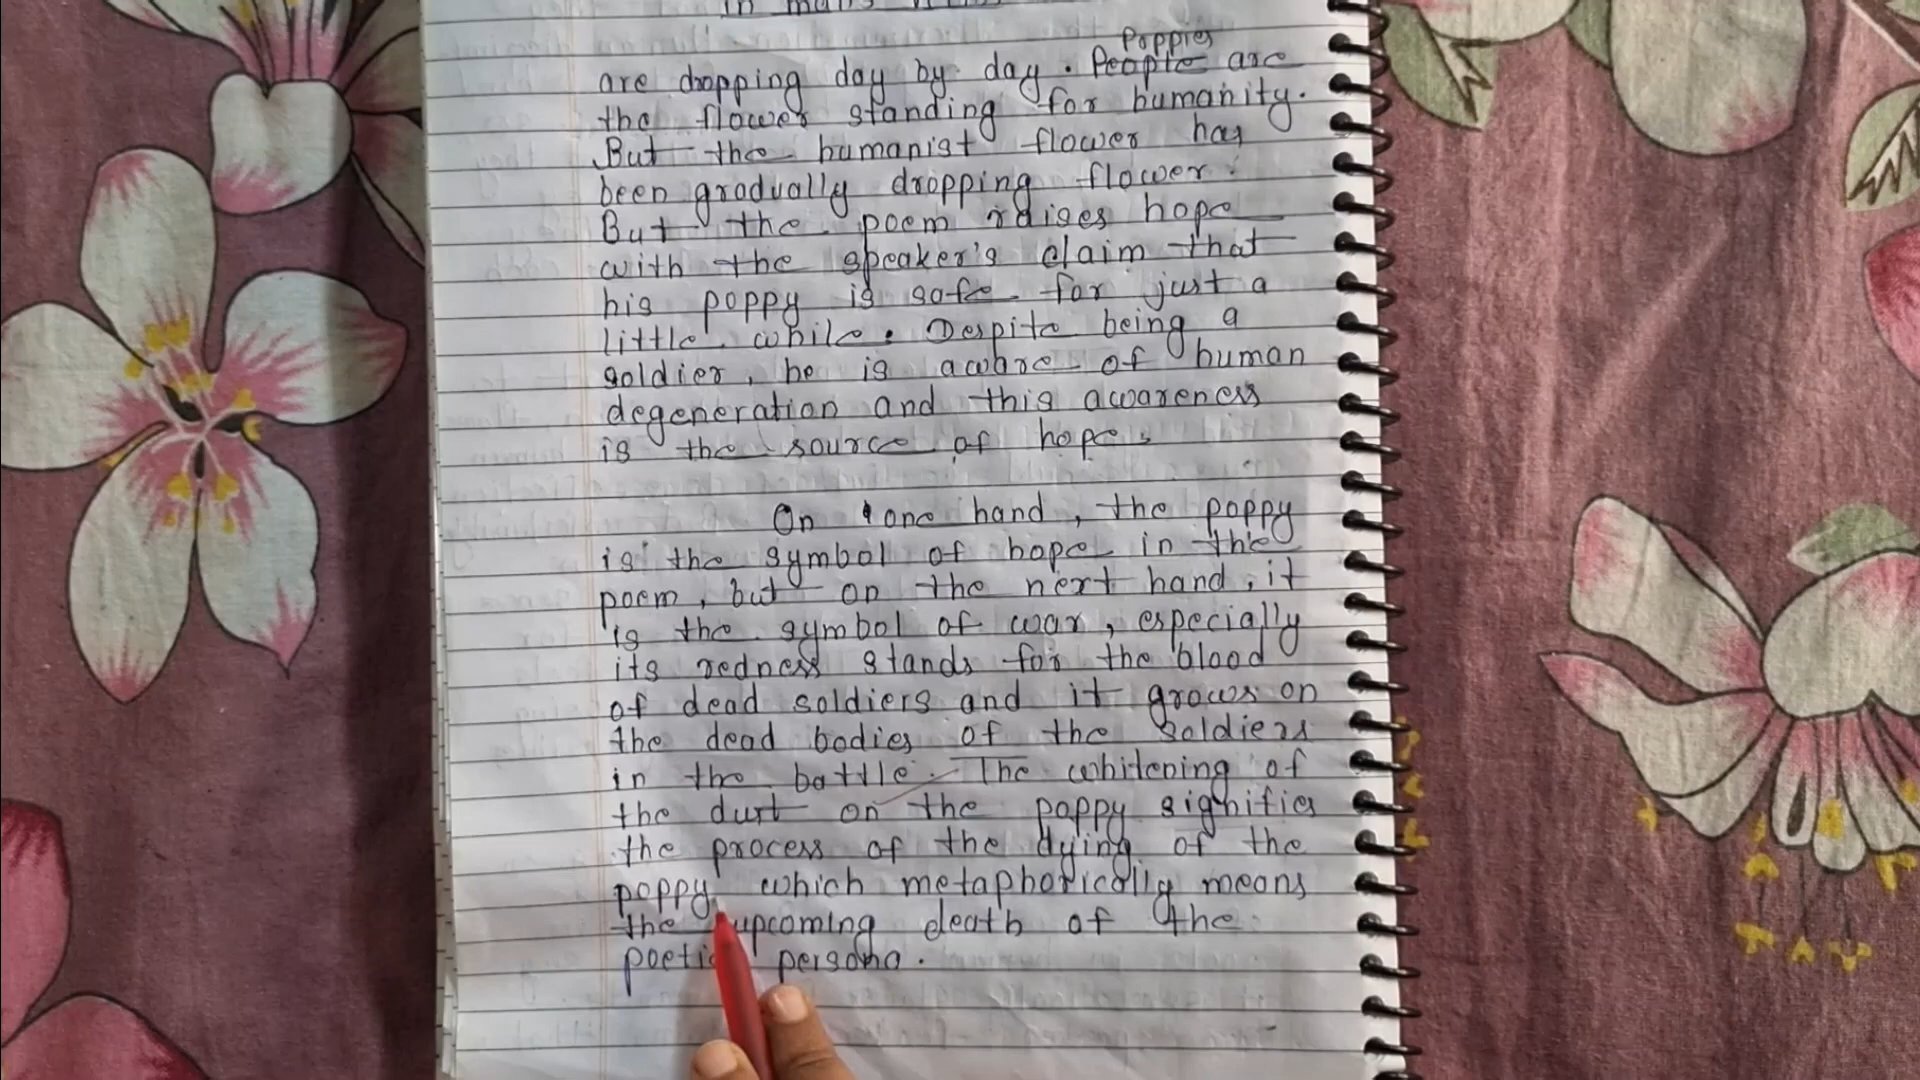 in man's
Poppies
are dropping day by day. People are
the flower standing for humanity.
But the humanist flower has
been gradually dropping flower.
But the poem raises hope
with the speaker's claim that
his poppy is safe for just a
little while. Despite being a
soldier, he is aware of human
degeneration and this awareness
is the source of hope.
On one hand, the poppy
is the symbol of hope in the
poem, but on the next hand, it
is the symbol of war, especially
its redness stands for the blood
of dead soldiers and it grows on
the dead bodies of the soldiers
in the battle. The whitening of
the dust on the poppy signifies
the process of the dying of the
poppy, which metaphorically means
the upcoming death of the
poetic persona.